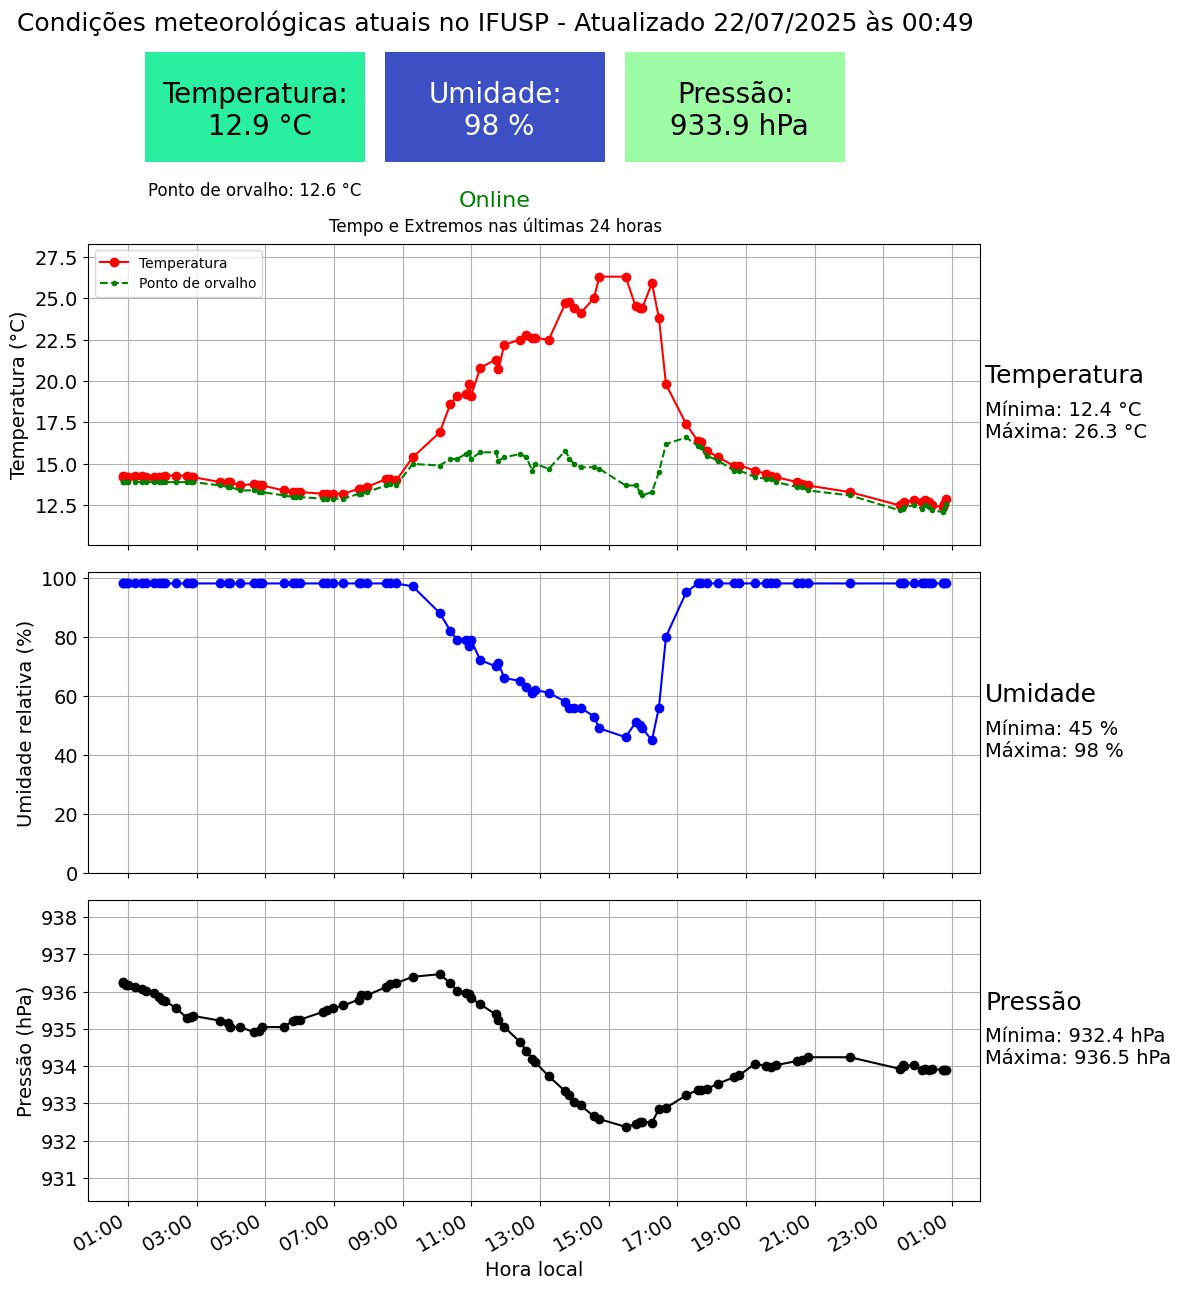 Condições meteorológicas atuais no IFUSP - Atualizado 22/07/2025 às 00:49
Temperatura:
12.9 °C
Umidade:
98 %
Pressão:
933.9 hPa
Ponto de orvalho: 12.6 °C
Online
Tempo e Extremos nas últimas 24 horas
Temperatura (°C)
27.5
25.0
22.5
20.0
17.5
15.0
12.5
Temperatura
Ponto de orvalho
Temperatura
Mínima: 12.4 °C
Máxima: 26.3 °C
Umidade relativa (%)
100
80
60
40
20
0
Umidade
Mínima: 45 %
Máxima: 98 %
Pressão (hPa)
938
937
936
935
934
933
932
931
Pressão
Mínima: 932.4 hPa
Máxima: 936.5 hPa
01:00 03:00 05:00 07:00 09:00 11:00 13:00 15:00 17:00 19:00 21:00 23:00 01:00
Hora local